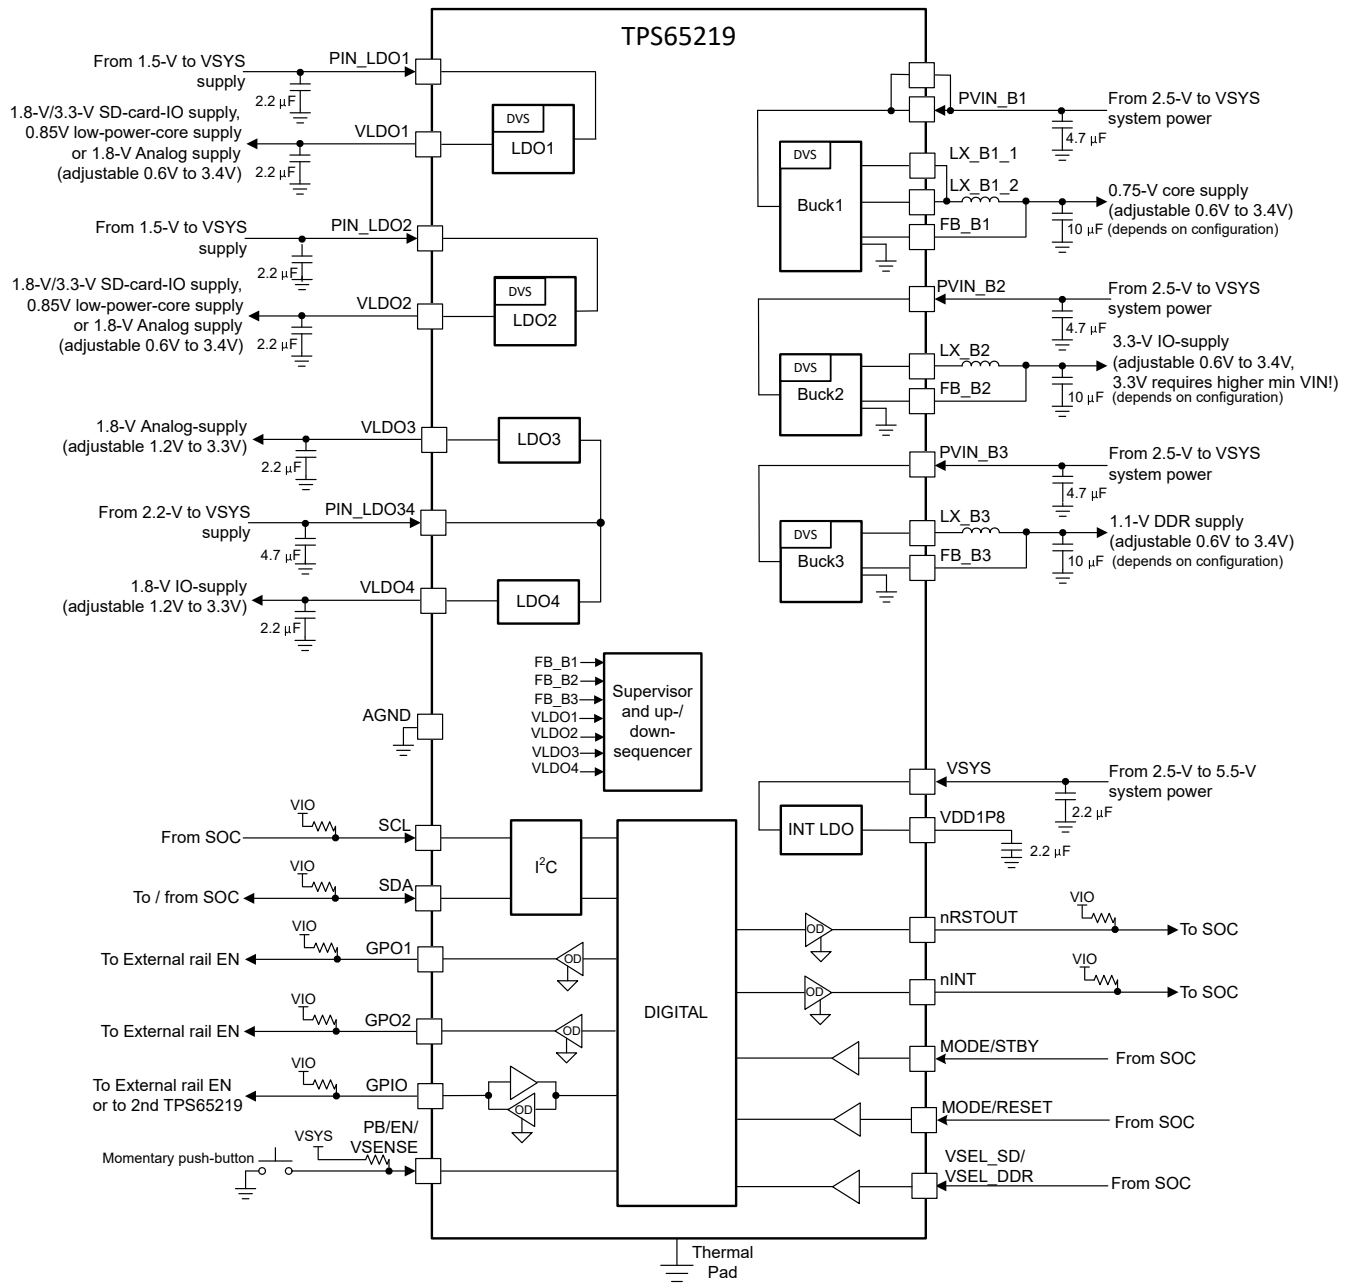 TPS65219
From 1.5-V to VSYS
supply
PIN_LDO1
2.2 µF
1.8-V/3.3-V SD-card-IO supply,
0.85V low-power-core supply
or 1.8-V Analog supply
(adjustable 0.6V to 3.4V)
VLDO1
2.2 µF
DVS
LDO1
From 1.5-V to VSYS
supply
PIN_LDO2
2.2 µF
1.8-V/3.3-V SD-card-IO supply,
0.85V low-power-core supply
or 1.8-V Analog supply
(adjustable 0.6V to 3.4V)
VLDO2
2.2 µF
DVS
LDO2
1.8-V Analog-supply
(adjustable 1.2V to 3.3V)
VLDO3
2.2 µF
LDO3
From 2.2-V to VSYS
supply
PIN_LDO34
4.7 µF
1.8-V IO-supply
(adjustable 1.2V to 3.3V)
VLDO4
2.2 µF
LDO4
PVIN_B1
From 2.5-V to VSYS
system power
4.7 µF
DVS
Buck1
LX_B1_1
LX_B1_2
FB_B1
0.75-V core supply
(adjustable 0.6V to 3.4V)
10 µF (depends on configuration)
PVIN_B2
From 2.5-V to VSYS
system power
4.7 µF
DVS
Buck2
LX_B2
FB_B2
3.3-V IO-supply
(adjustable 0.6V to 3.4V,
3.3V requires higher min VIN!)
10 µF (depends on configuration)
PVIN_B3
From 2.5-V to VSYS
system power
4.7 µF
DVS
Buck3
LX_B3
FB_B3
1.1-V DDR supply
(adjustable 0.6V to 3.4V)
10 µF (depends on configuration)
FB_B1
FB_B2
FB_B3
VLDO1
VLDO2
VLDO3
VLDO4
Supervisor
and up-/
down-
sequencer
AGND
VSYS
From 2.5-V to 5.5-V
system power
2.2 µF
INT LDO
VDD1P8
2.2 µF
From SOC
VIO
SCL
To / from SOC
VIO
SDA
I²C
To External rail EN
VIO
GPO1
OD
To External rail EN
VIO
GPO2
OD
To External rail EN
or to 2nd TPS65219
VIO
GPIO
OD
Momentary push-button
VSYS
PB/EN/
VSENSE
DIGITAL
OD
nRSTOUT
VIO
To SOC
OD
nINT
VIO
To SOC
MODE/STBY
From SOC
MODE/RESET
From SOC
VSEL_SD/
VSEL_DDR
From SOC
Thermal
Pad